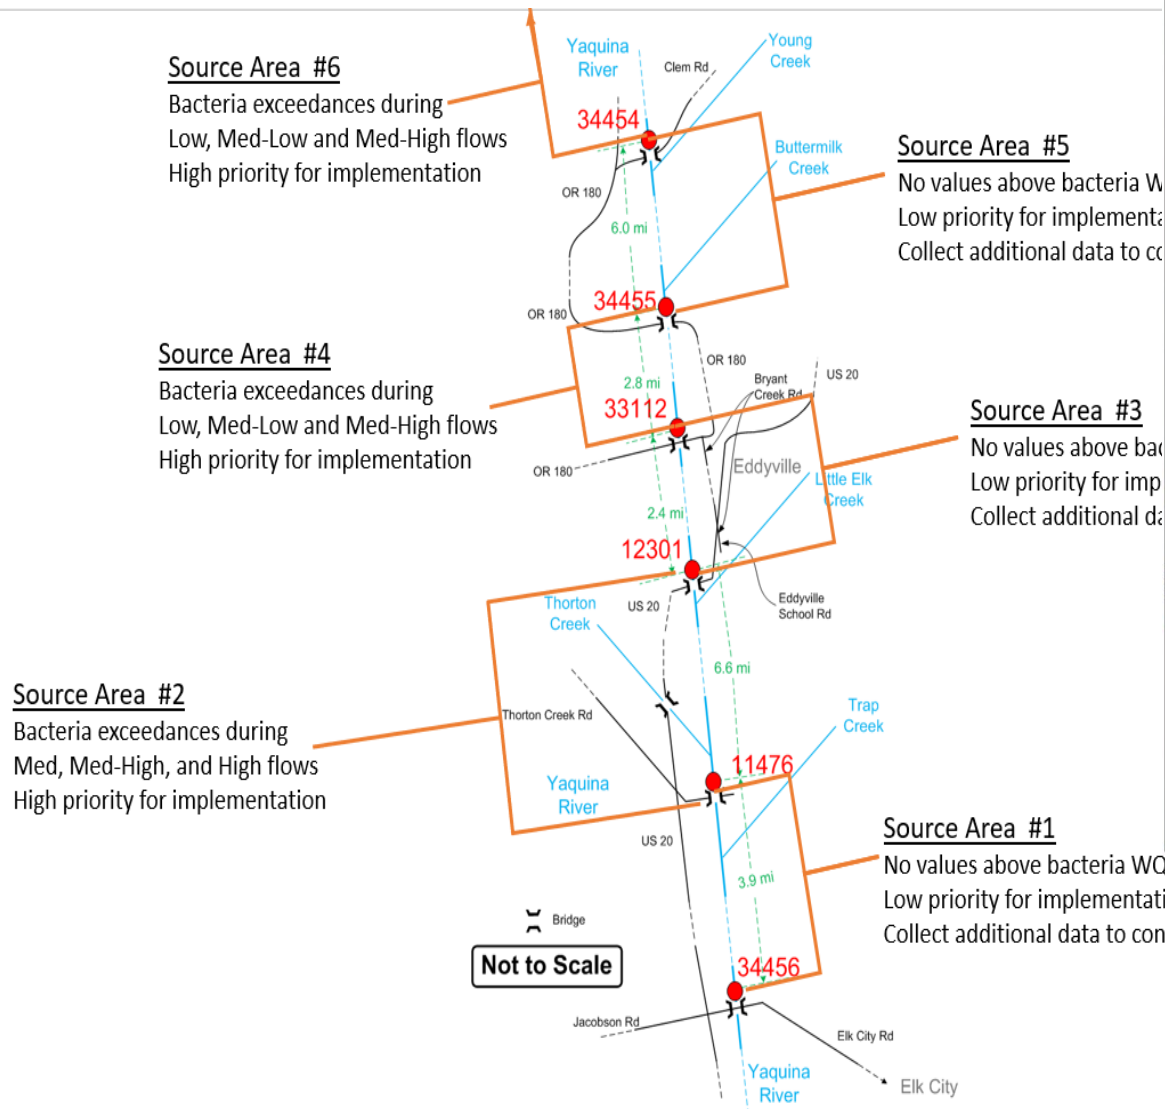 Yaquina
River
Young
Creek
Clem Rd
Source Area #6
Bacteria exceedances during
Low, Med-Low and Med-High flows
High priority for implementation
34454
Buttermilk
Creek
Source Area #5
No values above bacteria W
Low priority for implementa
Collect additional data to co
OR 180
6.0 mi
34455
OR 180
Source Area #4
Bacteria exceedances during
Low, Med-Low and Med-High flows
High priority for implementation
OR 180
US 20
Bryant
Creek Rd
2.8 mi
33112
Source Area #3
No values above bac
Low priority for imp
Collect additional da
OR 180
Eddyville
Little Elk
Creek
2.4 mi
12301
Thorton
Creek
US 20
Eddyville
School Rd
6.6 mi
Source Area #2
Bacteria exceedances during
Med, Med-High, and High flows
High priority for implementation
Thorton Creek Rd
Trap
Creek
11476
Yaquina
River
US 20
Source Area #1
No values above bacteria WQ
Low priority for implementati
Collect additional data to con
3.9 mi
Bridge
Not to Scale
34456
Jacobson Rd
Elk City Rd
Yaquina
River
Elk City